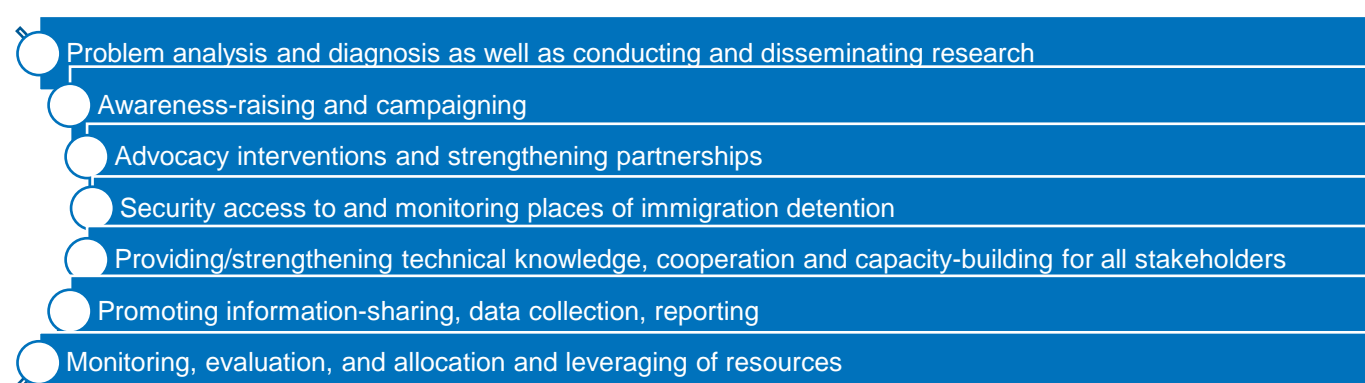 Problem analysis and diagnosis as well as conducting and disseminating research
Awareness-raising and campaigning
Advocacy interventions and strengthening partnerships
Security access to and monitoring places of immigration detention
Providing/strengthening technical knowledge, cooperation and capacity-building for all stakeholders
Promoting information-sharing, data collection, reporting
Monitoring, evaluation, and allocation and leveraging of resources